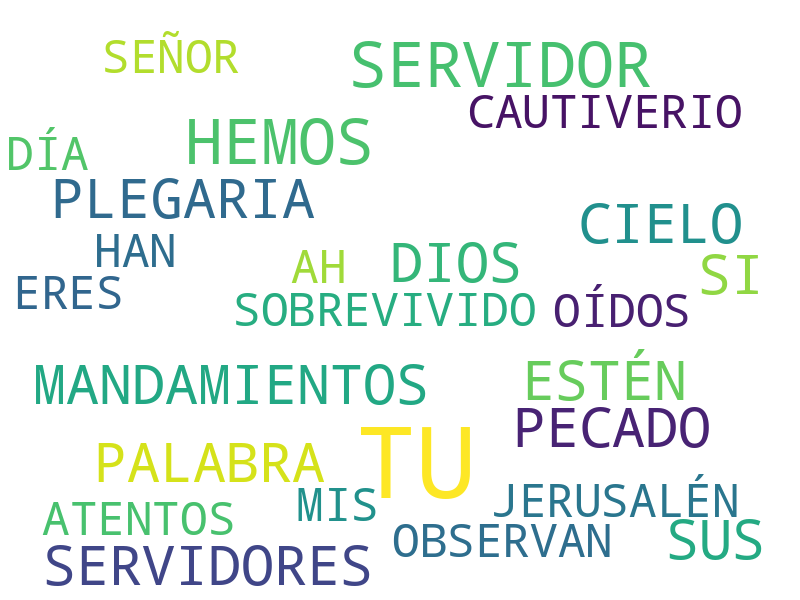 SEÑOR
SERVIDOR
CAUTIVERIO
HEMOS
DÍA
PLEGARIA
CIELO
HAN
AH
DIOS
SI
ERES
SOBREVIVIDO
OÍDOS
MANDAMIENTOS
ESTÉN
PECADO
PALABRA
TU
MIS
JERUSALÉN
ATENTOS
OBSERVAN
SUS
SERVIDORES